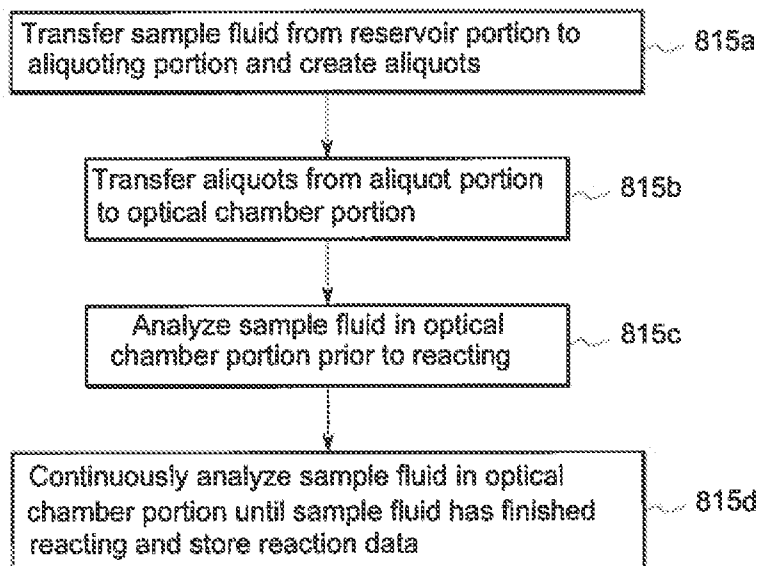 Transfer sample fluid from reservoir portion to
aliquoting portion and create aliquots
815a
Transfer aliquots from aliquot portion
to optical chamber portion
815b
Analyze sample fluid in optical
chamber portion prior to reacting
815c
Continuously analyze sample fluid in optical
chamber portion until sample fluid has finished
reacting and store reaction data
815d